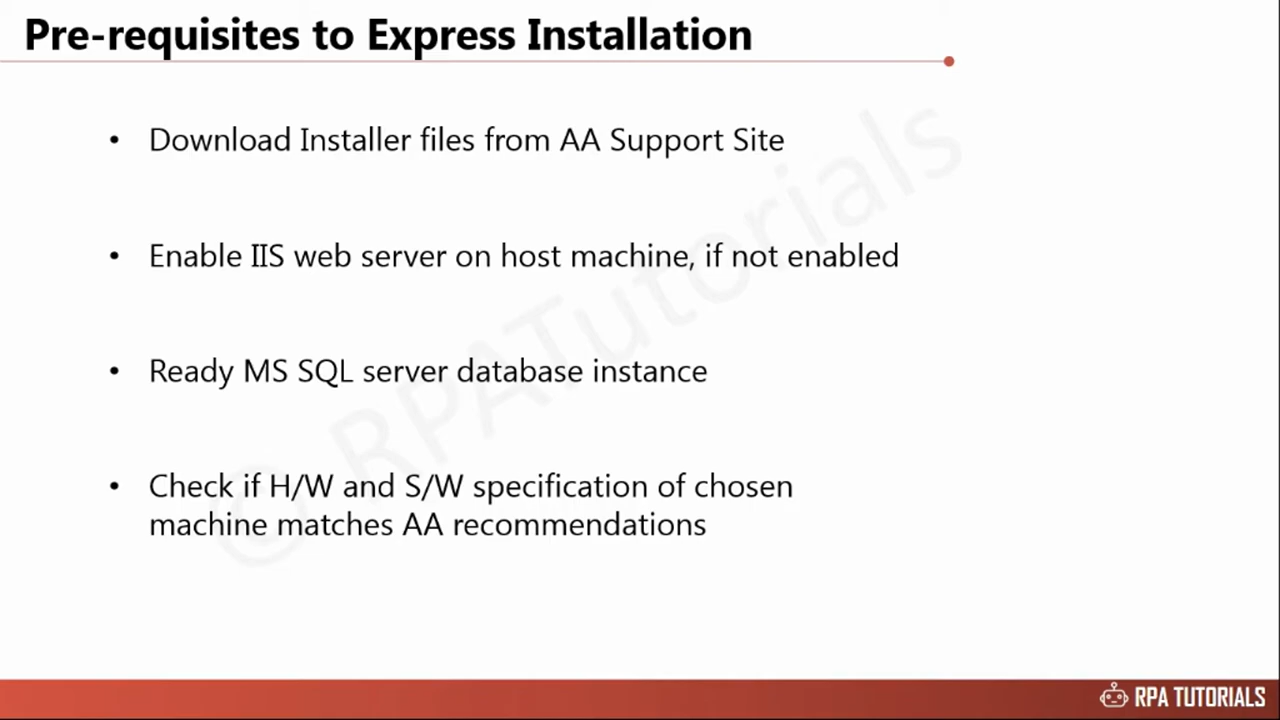 Pre-requisites to Express Installation
• Download Installer files from AA Support Site
• Enable IIS web server on host machine, if not enabled
• Ready MS SQL server database instance
• Check if H/W and S/W specification of chosen
machine matches AA recommendations
© RPATutorials
RPA TUTORIALS